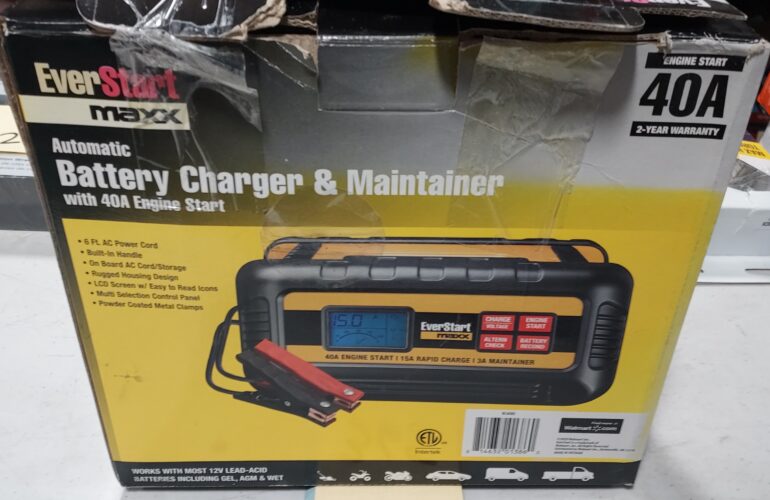 EverStart
maxx
ENGINE START
40A
2-YEAR WARRANTY
Automatic
Battery Charger & Maintainer
with 40A Engine Start
• 6 Ft. AC Power Cord
• Built-In Handle
• On Board AC Cord/Storage
• Rugged Housing Design
• LCD Screen w/ Easy to Read Icons
• Multi Selection Control Panel
• Powder Coated Metal Clamps
15.0
EverStart
maxx
CHARGE
VOLTAGE
ENGINE
START
ALTERN
CHECK
BATTERY
RECOND
40A ENGINE START | 15A RAPID CHARGE | 3A MAINTAINER
ETL
Intertek
Walmart .com
WORKS WITH MOST 12V LEAD-ACID
BATTERIES INCLUDING GEL, AGM & WET